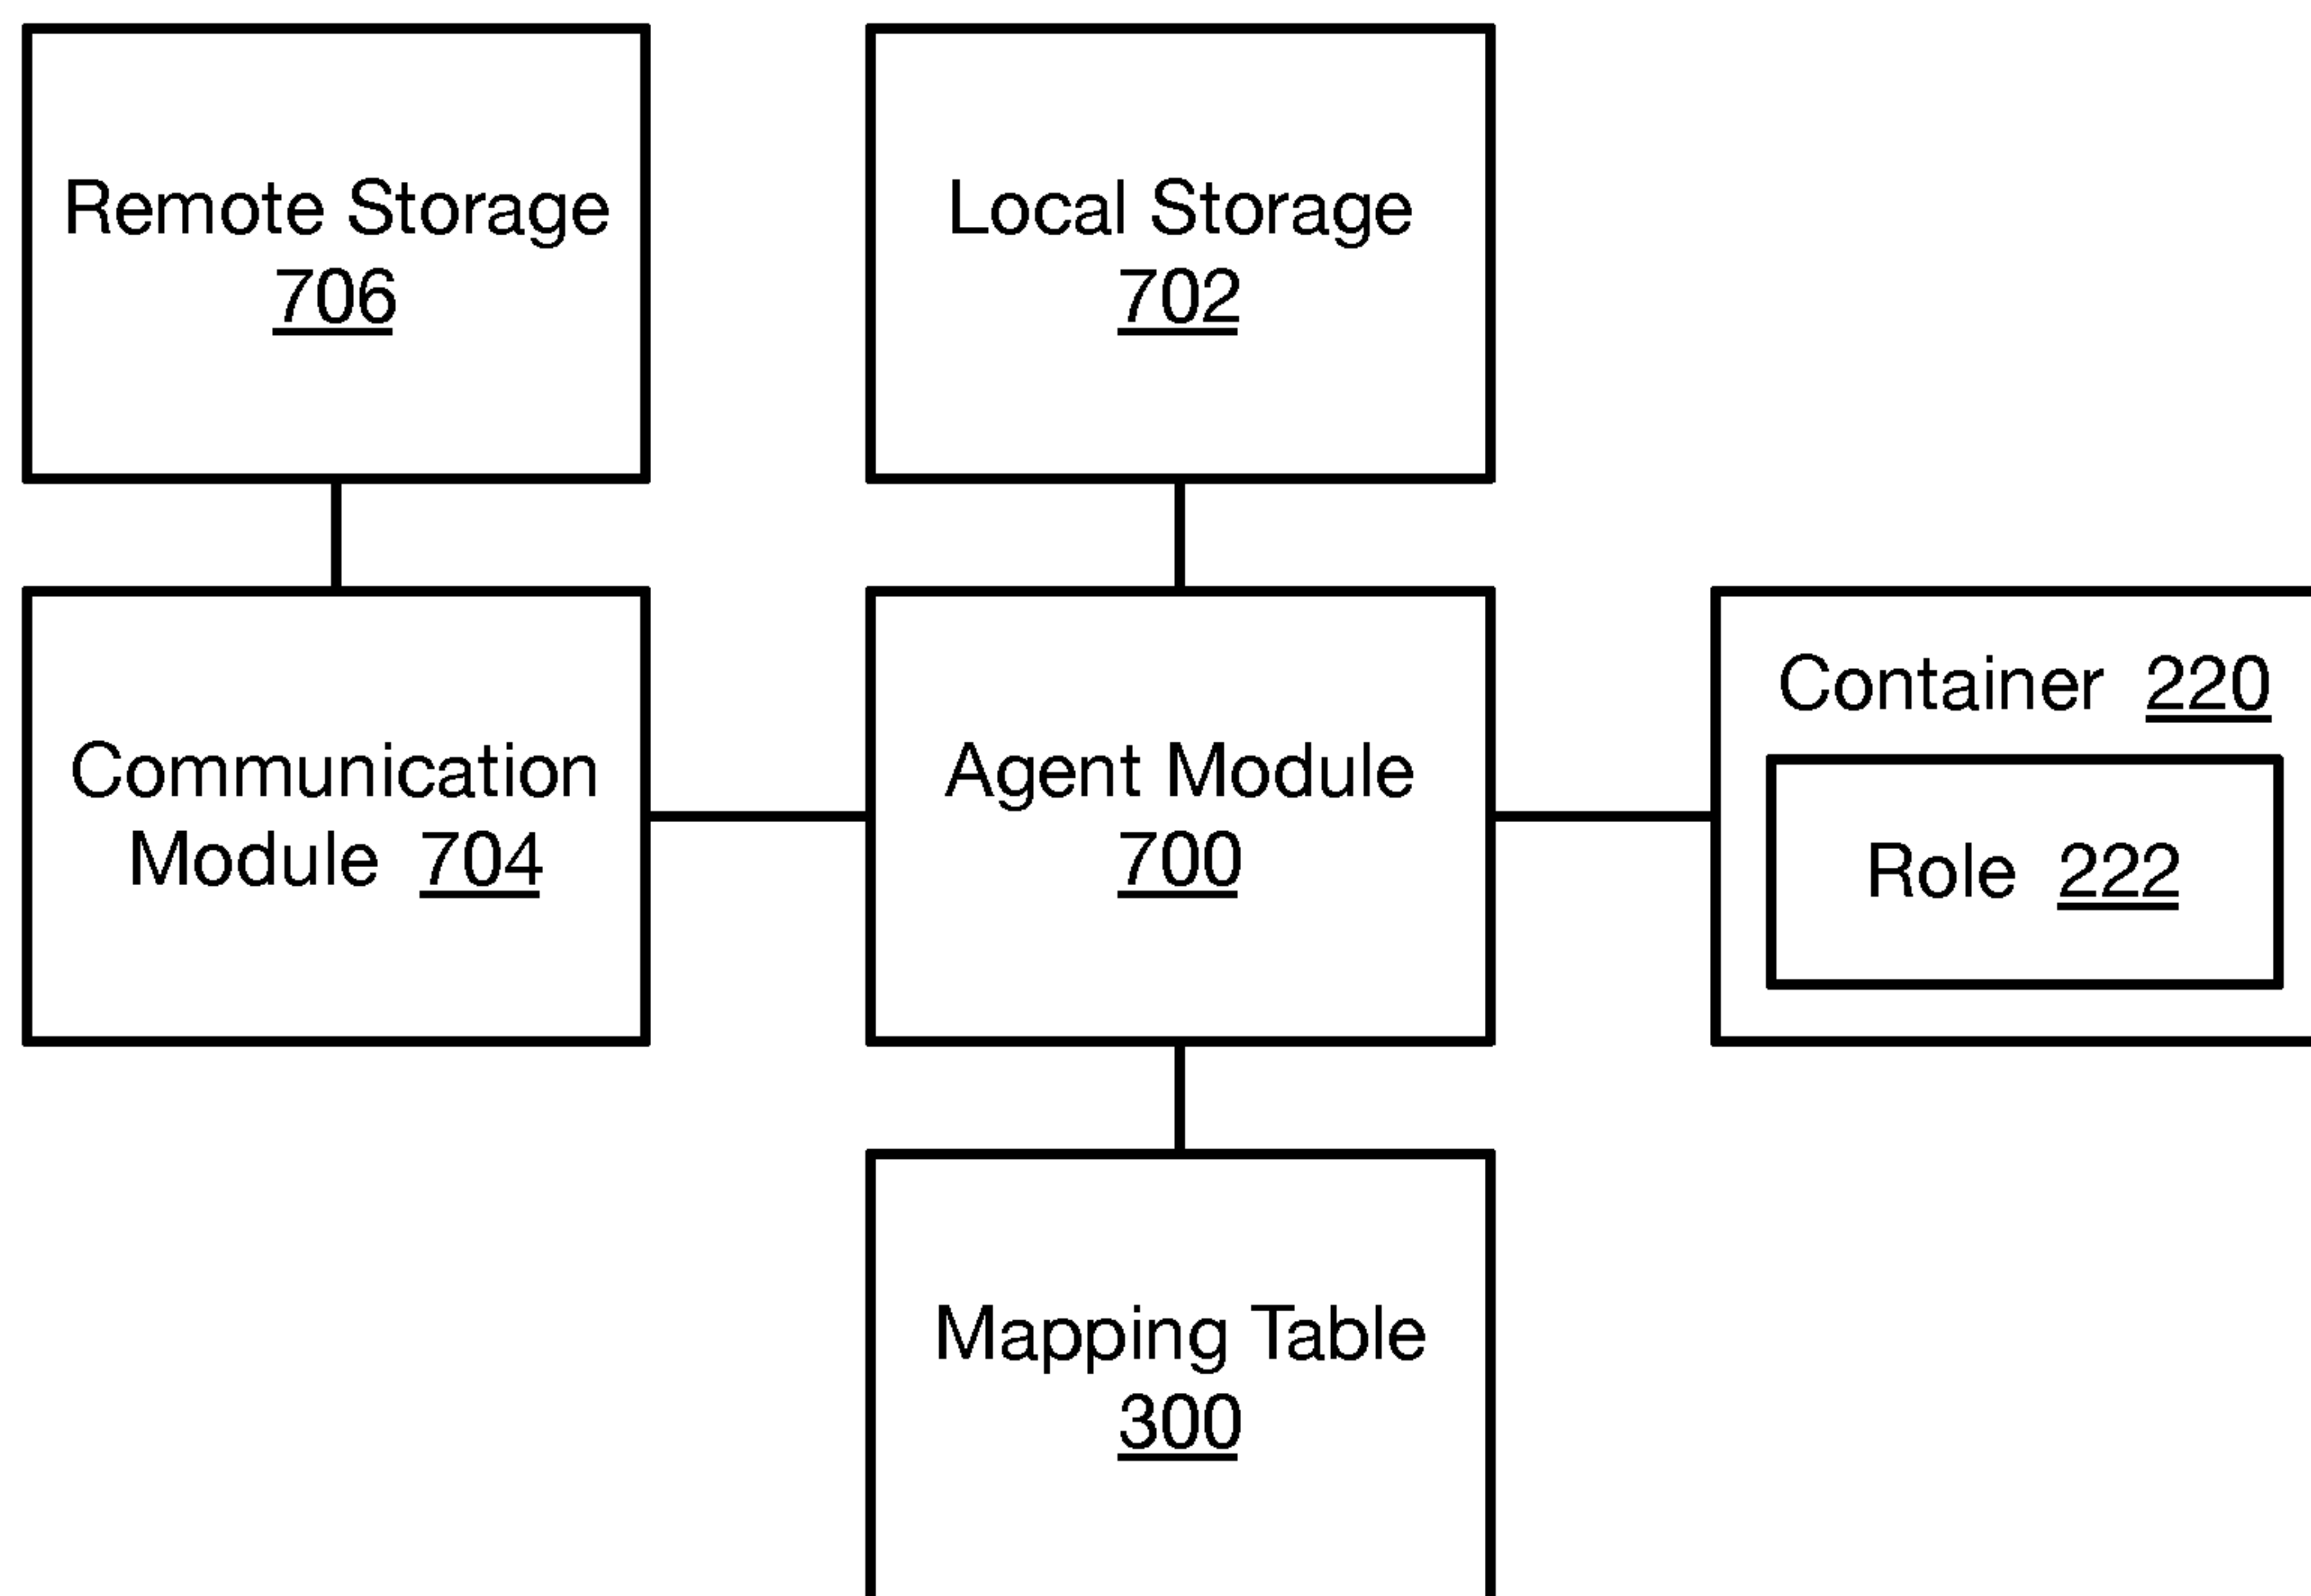 Remote Storage
706
Local Storage
702
Communication
Module 704
Agent Module
700
Container 220
Role 222
Mapping Table
300